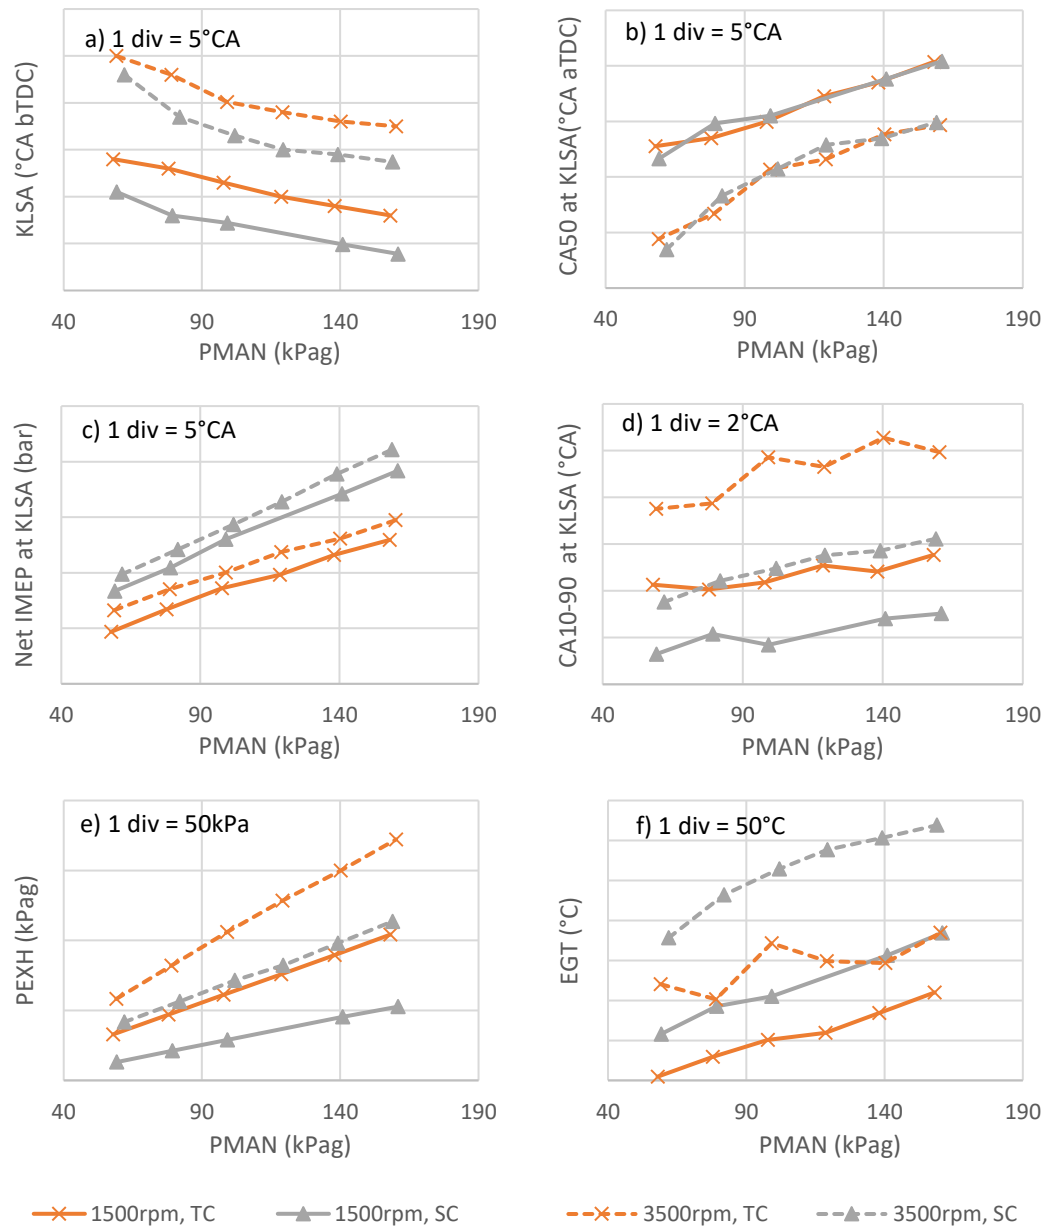 a) 1 div = 5°CA
KLSA (°CA bTDC)
40 90 140 190
PMAN (kPag)
b) 1 div = 5°CA
CA50 at KLSA(°CA aTDC)
40 90 140 190
PMAN (kPag)
c) 1 div = 5°CA
Net IMEP at KLSA (bar)
40 90 140 190
PMAN (kPag)
d) 1 div = 2°CA
CA10-90 at KLSA (°CA)
40 90 140 190
PMAN (kPag)
e) 1 div = 50kPa
PEXH (kPag)
40 90 140 190
PMAN (kPag)
f) 1 div = 50°C
EGT (°C)
40 90 140 190
PMAN (kPag)
1500rpm, TC 1500rpm, SC 3500rpm, TC 3500rpm, SC